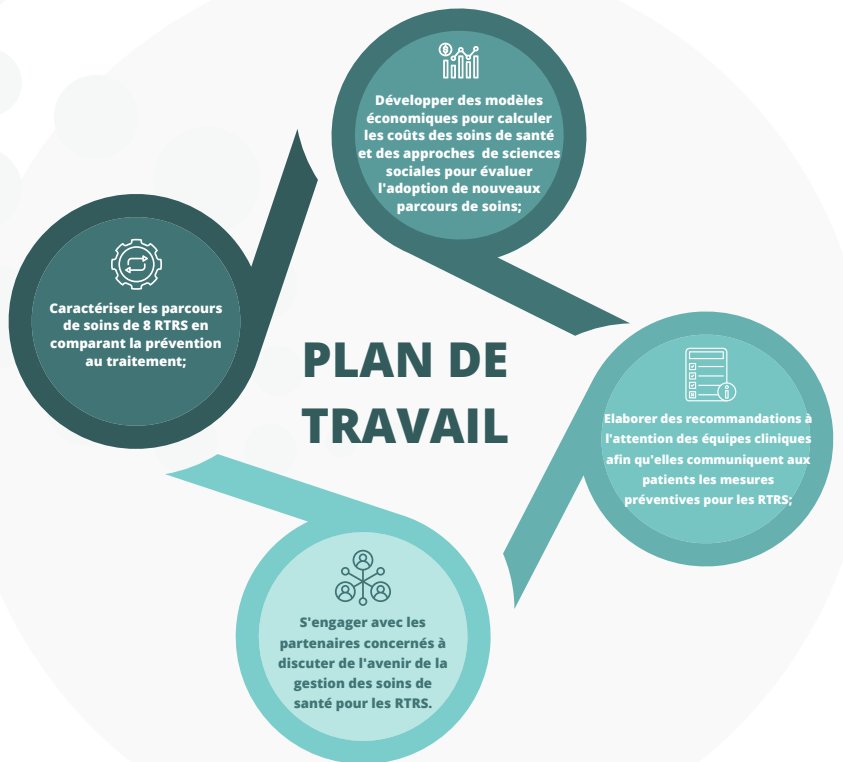 Développer des modèles
économiques pour calculer
les coûts des soins de santé
et des approches de sciences
sociales pour évaluer
l'adoption de nouveaux
parcours de soins;
Caractériser les parcours
de soins de 8 RTRS en
comparant la prévention
au traitement;
PLAN DE
TRAVAIL
Elaborer des recommandations à
l'attention des équipes cliniques
afin qu'elles communiquent aux
patients les mesures
préventives pour les RTRS;
S'engager avec les
partenaires concernés à
discuter de l'avenir de la
gestion des soins de
santé pour les RTRS.